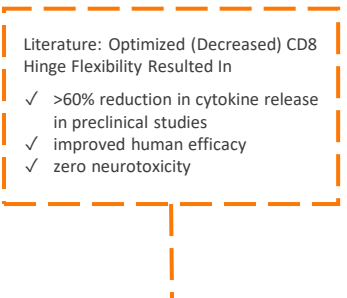 Literature: Optimized (Decreased) CD8
Hinge Flexibility Resulted In
✓ >60% reduction in cytokine release
in preclinical studies
✓ improved human efficacy
✓ zero neurotoxicity